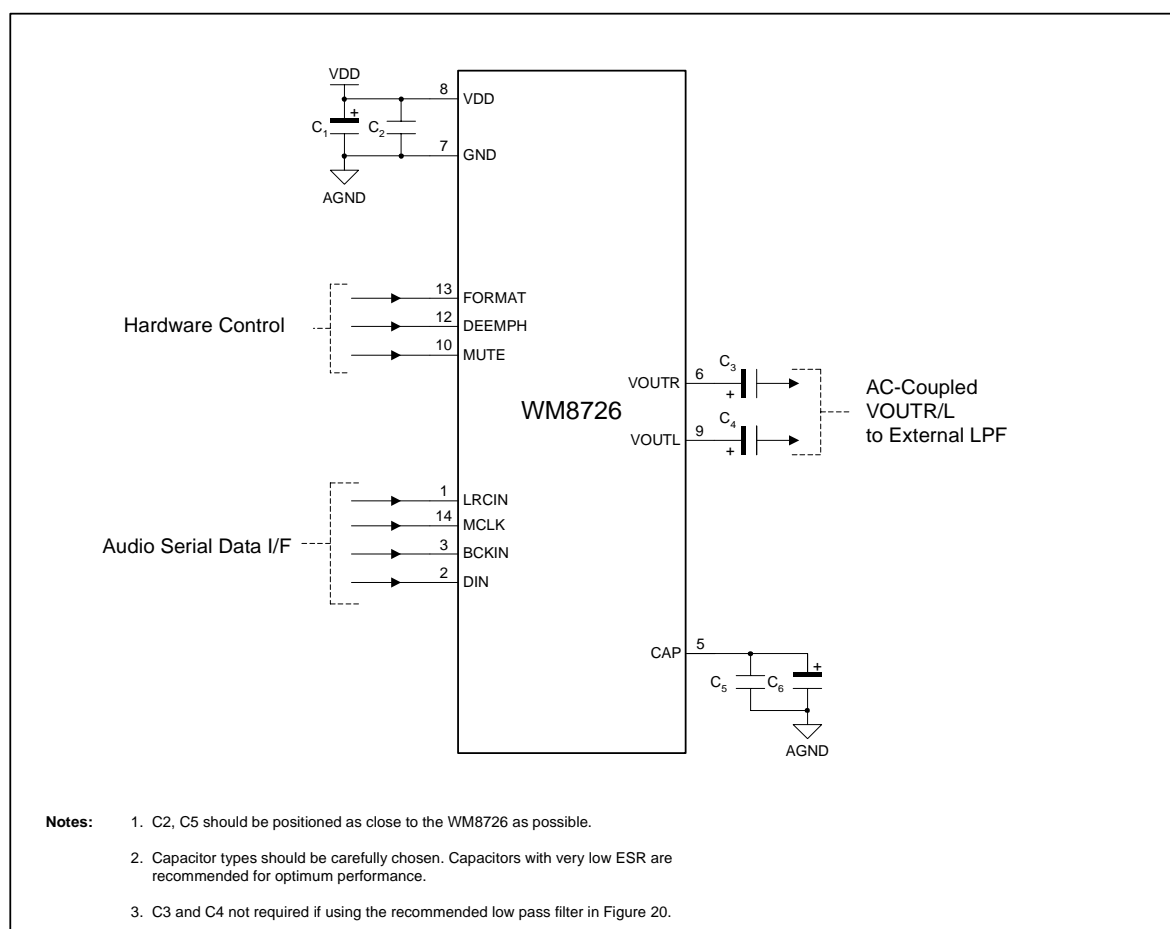 VDD
8
VDD
+
C1
C2
7
GND
AGND
13
FORMAT
Hardware Control
12
DEEMPH
10
MUTE
WM8726
VOUTR
6
C3
+
AC-Coupled
VOUTR/L
to External LPF
VOUTL
9
C4
+
1
LRCIN
14
MCLK
Audio Serial Data I/F
3
BCKIN
2
DIN
CAP
5
+
C5
C6
AGND
Notes: 1. C2, C5 should be positioned as close to the WM8726 as possible.
2. Capacitor types should be carefully chosen. Capacitors with very low ESR are
recommended for optimum performance.
3. C3 and C4 not required if using the recommended low pass filter in Figure 20.